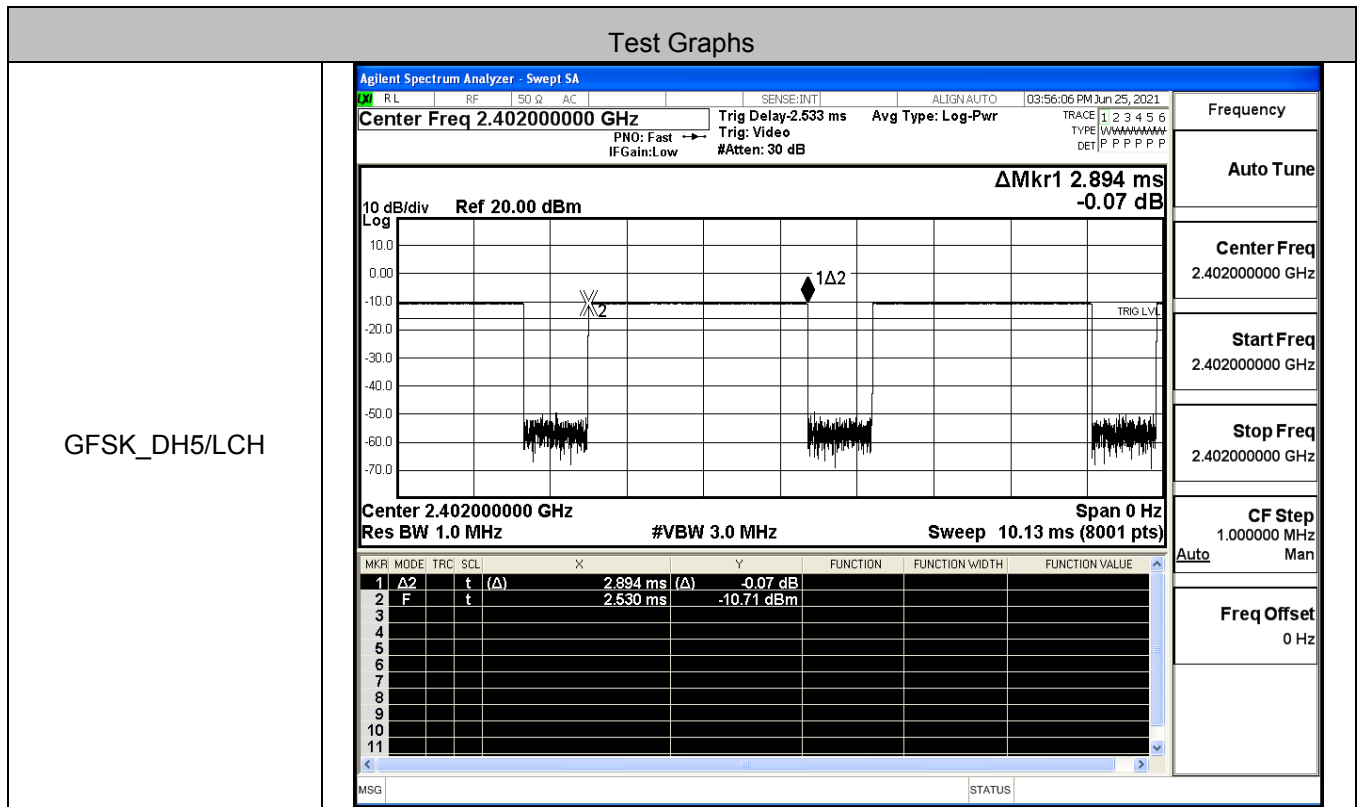 Test Graphs
GFSK_DH5/LCH
Agilent Spectrum Analyzer - Swept SA
LXI RL RF 50 Ω AC SENSE:INT ALIGN AUTO 03:56:06 PM Jun 25, 2021
Center Freq 2.402000000 GHz
PNO: Fast
IFGain:Low
Trig Delay-2.533 ms
Trig: Video
#Atten: 30 dB
Avg Type: Log-Pwr
TRACE 1 2 3 4 5 6
TYPE WWWWWW
DET P P P P P P
ΔMkr1 2.894 ms
-0.07 dB
10 dB/div Ref 20.00 dBm
Log
10.0
0.00
-10.0
-20.0
-30.0
-40.0
-50.0
-60.0
-70.0
1Δ2
2
TRIG LVL
Center 2.402000000 GHz Span 0 Hz
Res BW 1.0 MHz #VBW 3.0 MHz Sweep 10.13 ms (8001 pts)
MKR MODE TRC SCL X Y FUNCTION FUNCTION WIDTH FUNCTION VALUE
1 Δ2 t (Δ) 2.894 ms (Δ) -0.07 dB
2 F t 2.530 ms -10.71 dBm
3
4
5
6
7
8
9
10
11
MSG STATUS
Frequency
Auto Tune
Center Freq
2.402000000 GHz
Start Freq
2.402000000 GHz
Stop Freq
2.402000000 GHz
CF Step
1.000000 MHz
Auto Man
Freq Offset
0 Hz